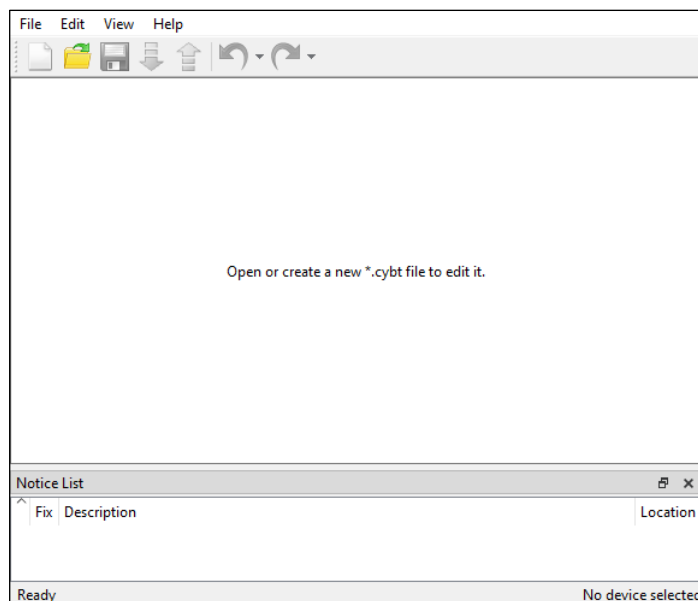 File Edit View Help
Open or create a new *.cybt file to edit it.
Notice List
Fix Description Location
Ready No device selected